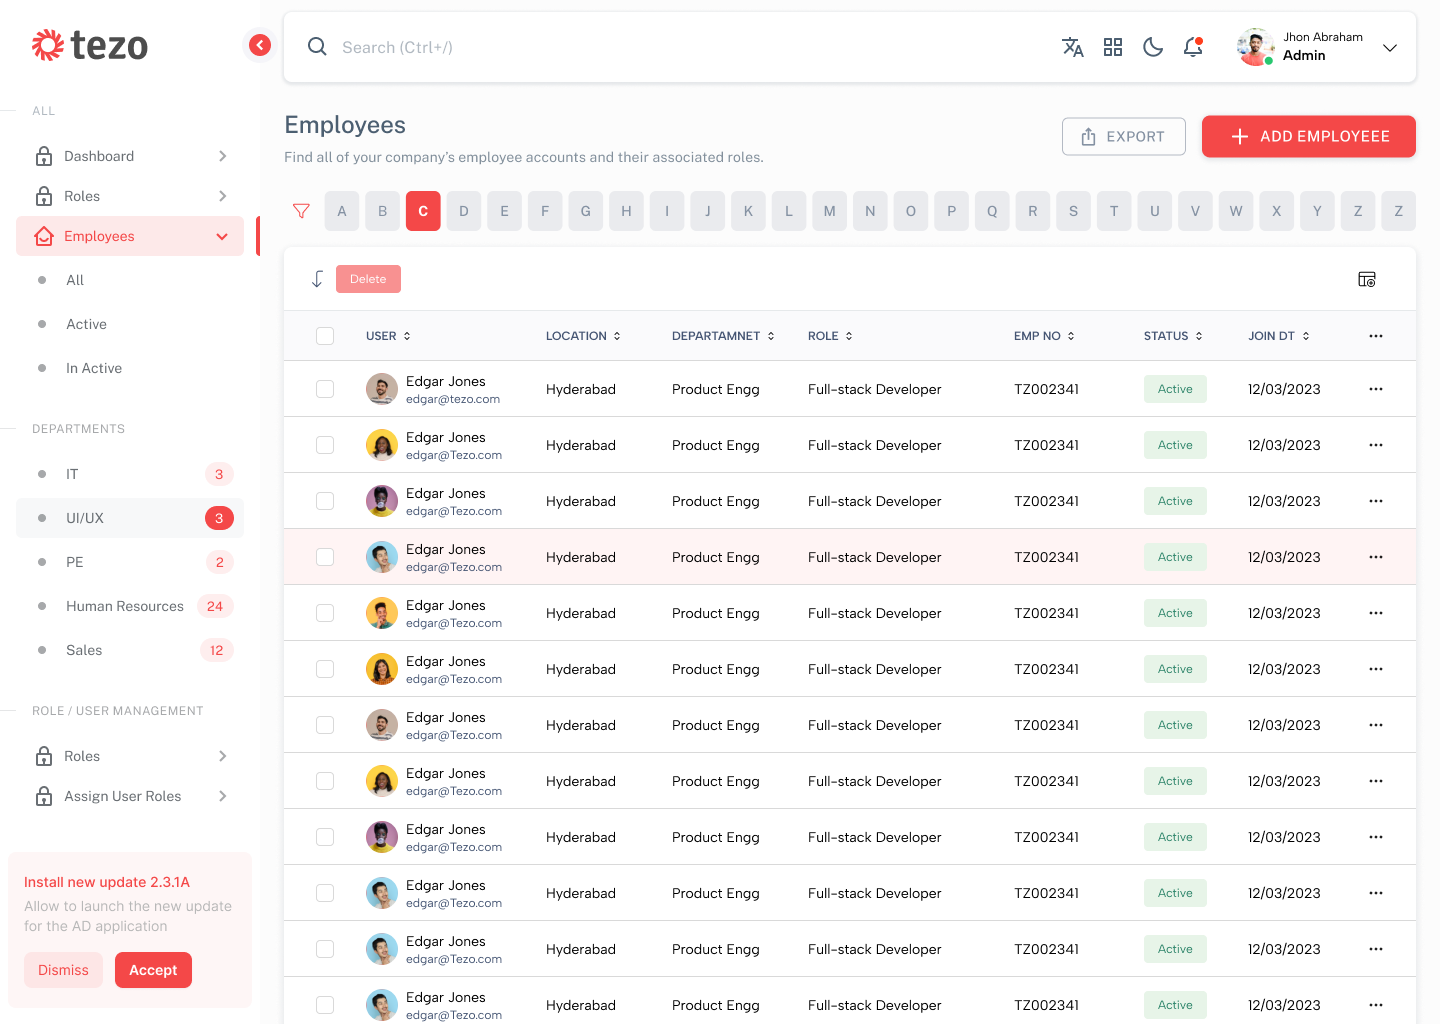 tezo
ALL
Dashboard
Roles
Employees
All
Active
In Active
DEPARTMENTS
IT 3
UI/UX 3
PE 2
Human Resources 24
Sales 12
ROLE / USER MANAGEMENT
Roles
Assign User Roles
Install new update 2.3.1A
Allow to launch the new update
for the AD application
Dismiss Accept
Search (Ctrl+/)
Jhon Abraham
Admin
Employees
Find all of your company's employee accounts and their associated roles.
EXPORT
ADD EMPLOYEEE
A B C D E F G H I J K L M N O P Q R S T U V W X Y Z Z
Delete
USER LOCATION DEPARTAMNET ROLE EMP NO STATUS JOIN DT
Edgar Jones
edgar@tezo.com
Hyderabad Product Engg Full-stack Developer TZ002341 Active 12/03/2023
Edgar Jones
edgar@Tezo.com
Hyderabad Product Engg Full-stack Developer TZ002341 Active 12/03/2023
Edgar Jones
edgar@Tezo.com
Hyderabad Product Engg Full-stack Developer TZ002341 Active 12/03/2023
Edgar Jones
edgar@Tezo.com
Hyderabad Product Engg Full-stack Developer TZ002341 Active 12/03/2023
Edgar Jones
edgar@Tezo.com
Hyderabad Product Engg Full-stack Developer TZ002341 Active 12/03/2023
Edgar Jones
edgar@Tezo.com
Hyderabad Product Engg Full-stack Developer TZ002341 Active 12/03/2023
Edgar Jones
edgar@Tezo.com
Hyderabad Product Engg Full-stack Developer TZ002341 Active 12/03/2023
Edgar Jones
edgar@Tezo.com
Hyderabad Product Engg Full-stack Developer TZ002341 Active 12/03/2023
Edgar Jones
edgar@Tezo.com
Hyderabad Product Engg Full-stack Developer TZ002341 Active 12/03/2023
Edgar Jones
edgar@Tezo.com
Hyderabad Product Engg Full-stack Developer TZ002341 Active 12/03/2023
Edgar Jones
edgar@Tezo.com
Hyderabad Product Engg Full-stack Developer TZ002341 Active 12/03/2023
Edgar Jones
edgar@Tezo.com
Hyderabad Product Engg Full-stack Developer TZ002341 Active 12/03/2023